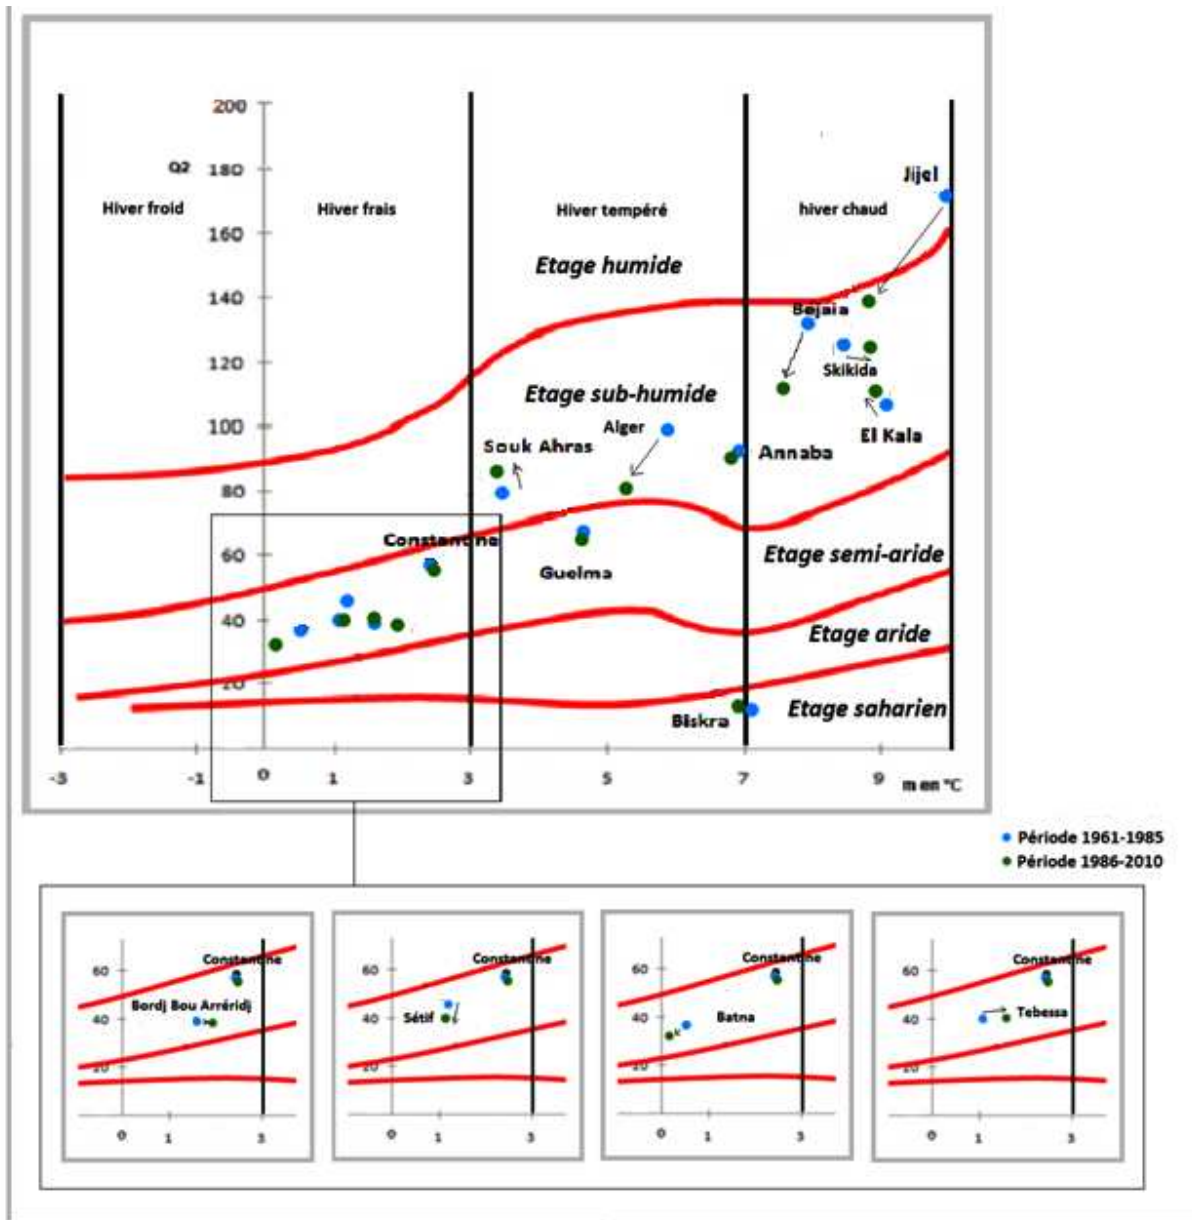 200
Q2
180
Jijel
Hiver froid
Hiver frais
Hiver tempéré
hiver chaud
160
Etage humide
140
Bejaia
120
Skikida
Etage sub-humide
100
Alger
El Kala
Souk Ahras
Annaba
80
Constantine
60
Etage semi-aride
Guelma
40
Etage aride
20
Etage saharien
Biskra
-3
-1
0
1
3
5
7
9
m en °C
Période 1961-1985
Période 1986-2010
Constantine
60
Bordj Bou Arréridj
40
20
0
1
3
Constantine
60
Sétif
40
20
0
1
3
Constantine
60
Batna
40
20
0
1
3
Constantine
60
Tebessa
40
20
0
1
3